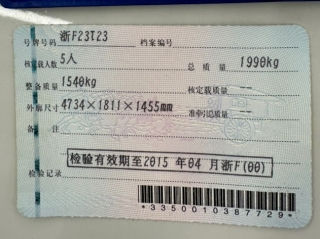 号牌号码 浙F23T23 档案编号
核定载人数 5人 总质量 1990kg
整备质量 1540kg 核定载质量
外廓尺寸 4734×1811×1455mm 准牵引总质量
备注
检验有效期至2015 年04 月浙F(00)
检验记录
*3350010387729*